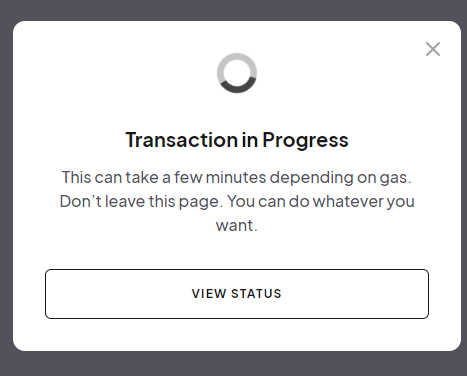 Transaction in Progress
This can take a few minutes depending on gas.
Don’t leave this page. You can do whatever you
want.
VIEW STATUS